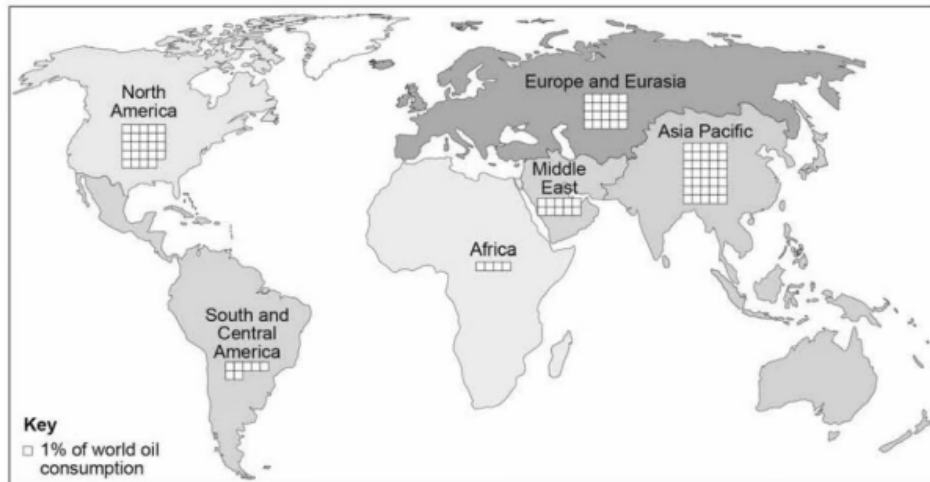 North
America
Europe and Eurasia
Asia Pacific
Middle
East
Africa
South and
Central
America
Key
1% of world oil
consumption